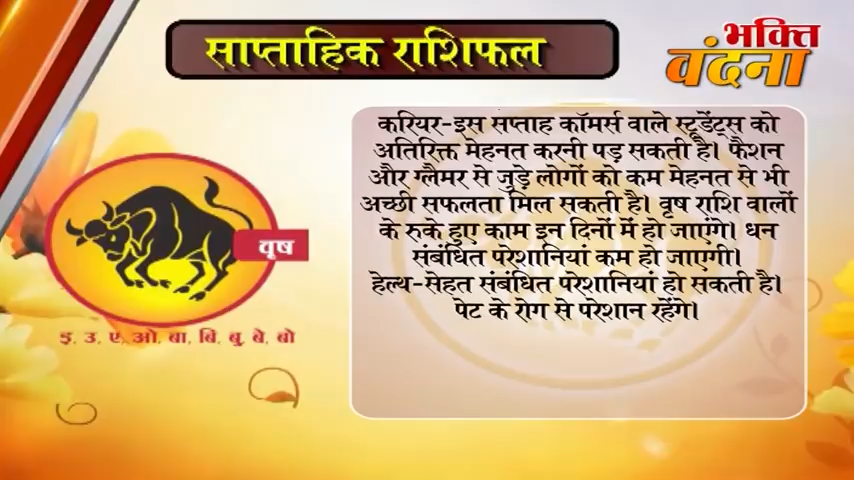 साप्ताहिक राशिफल
भक्ति
वंदना
करियर-इस सप्ताह कॉमर्स वाले स्टूडेंट्स को
अतिरिक्त मेहनत करनी पड़ सकती है। फैशन
और ग्लैमर से जुड़े लोगों को कम मेहनत से भी
अच्छी सफलता मिल सकती है। वृष राशि वालों
के रुके हुए काम इन दिनों में हो जाएंगे। धन
संबंधित परेशानियां कम हो जाएगी।
हेल्थ-सेहत संबंधित परेशानियां हो सकती है।
पेट के रोग से परेशान रहेंगे।
वृष
इ, उ, ए, ओ, बा, बि, बु, बे, बो